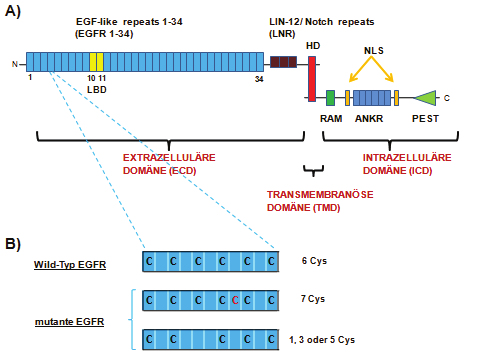 A)
EGF-like repeats 1-34
(EGFR 1-34)
LIN-12/ Notch repeats
(LNR)
HD
NLS
N
1
10 11
34
LBD
C
RAM
ANKR
PEST
EXTRAZELLULÄRE
DOMÄNE (ECD)
INTRAZELLULÄRE
DOMÄNE (ICD)
TRANSMEMBRANÖSE
DOMÄNE (TMD)
B)
Wild-Typ EGFR
C C C C C C
6 Cys
mutante EGFR
C C C C C C C
7 Cys
C C C C C
1, 3 oder 5 Cys